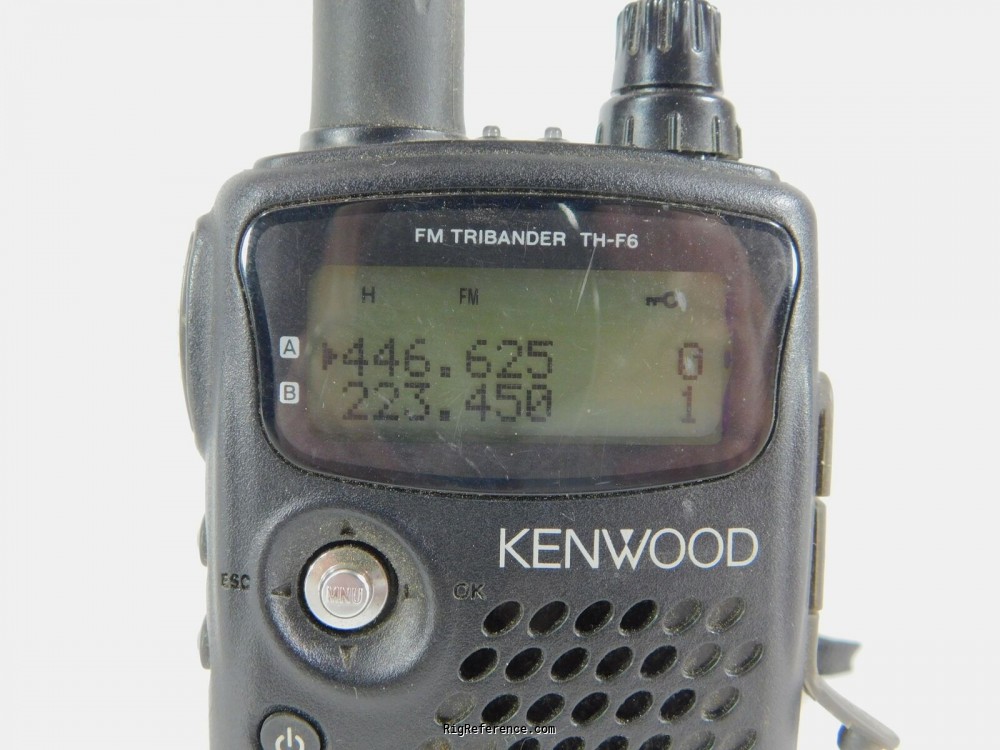 FM TRIBANDER TH-F6
H FM
A 446.625 0
B 223.450 1
KENWOOD
ESC MNU OK
RigReference.com